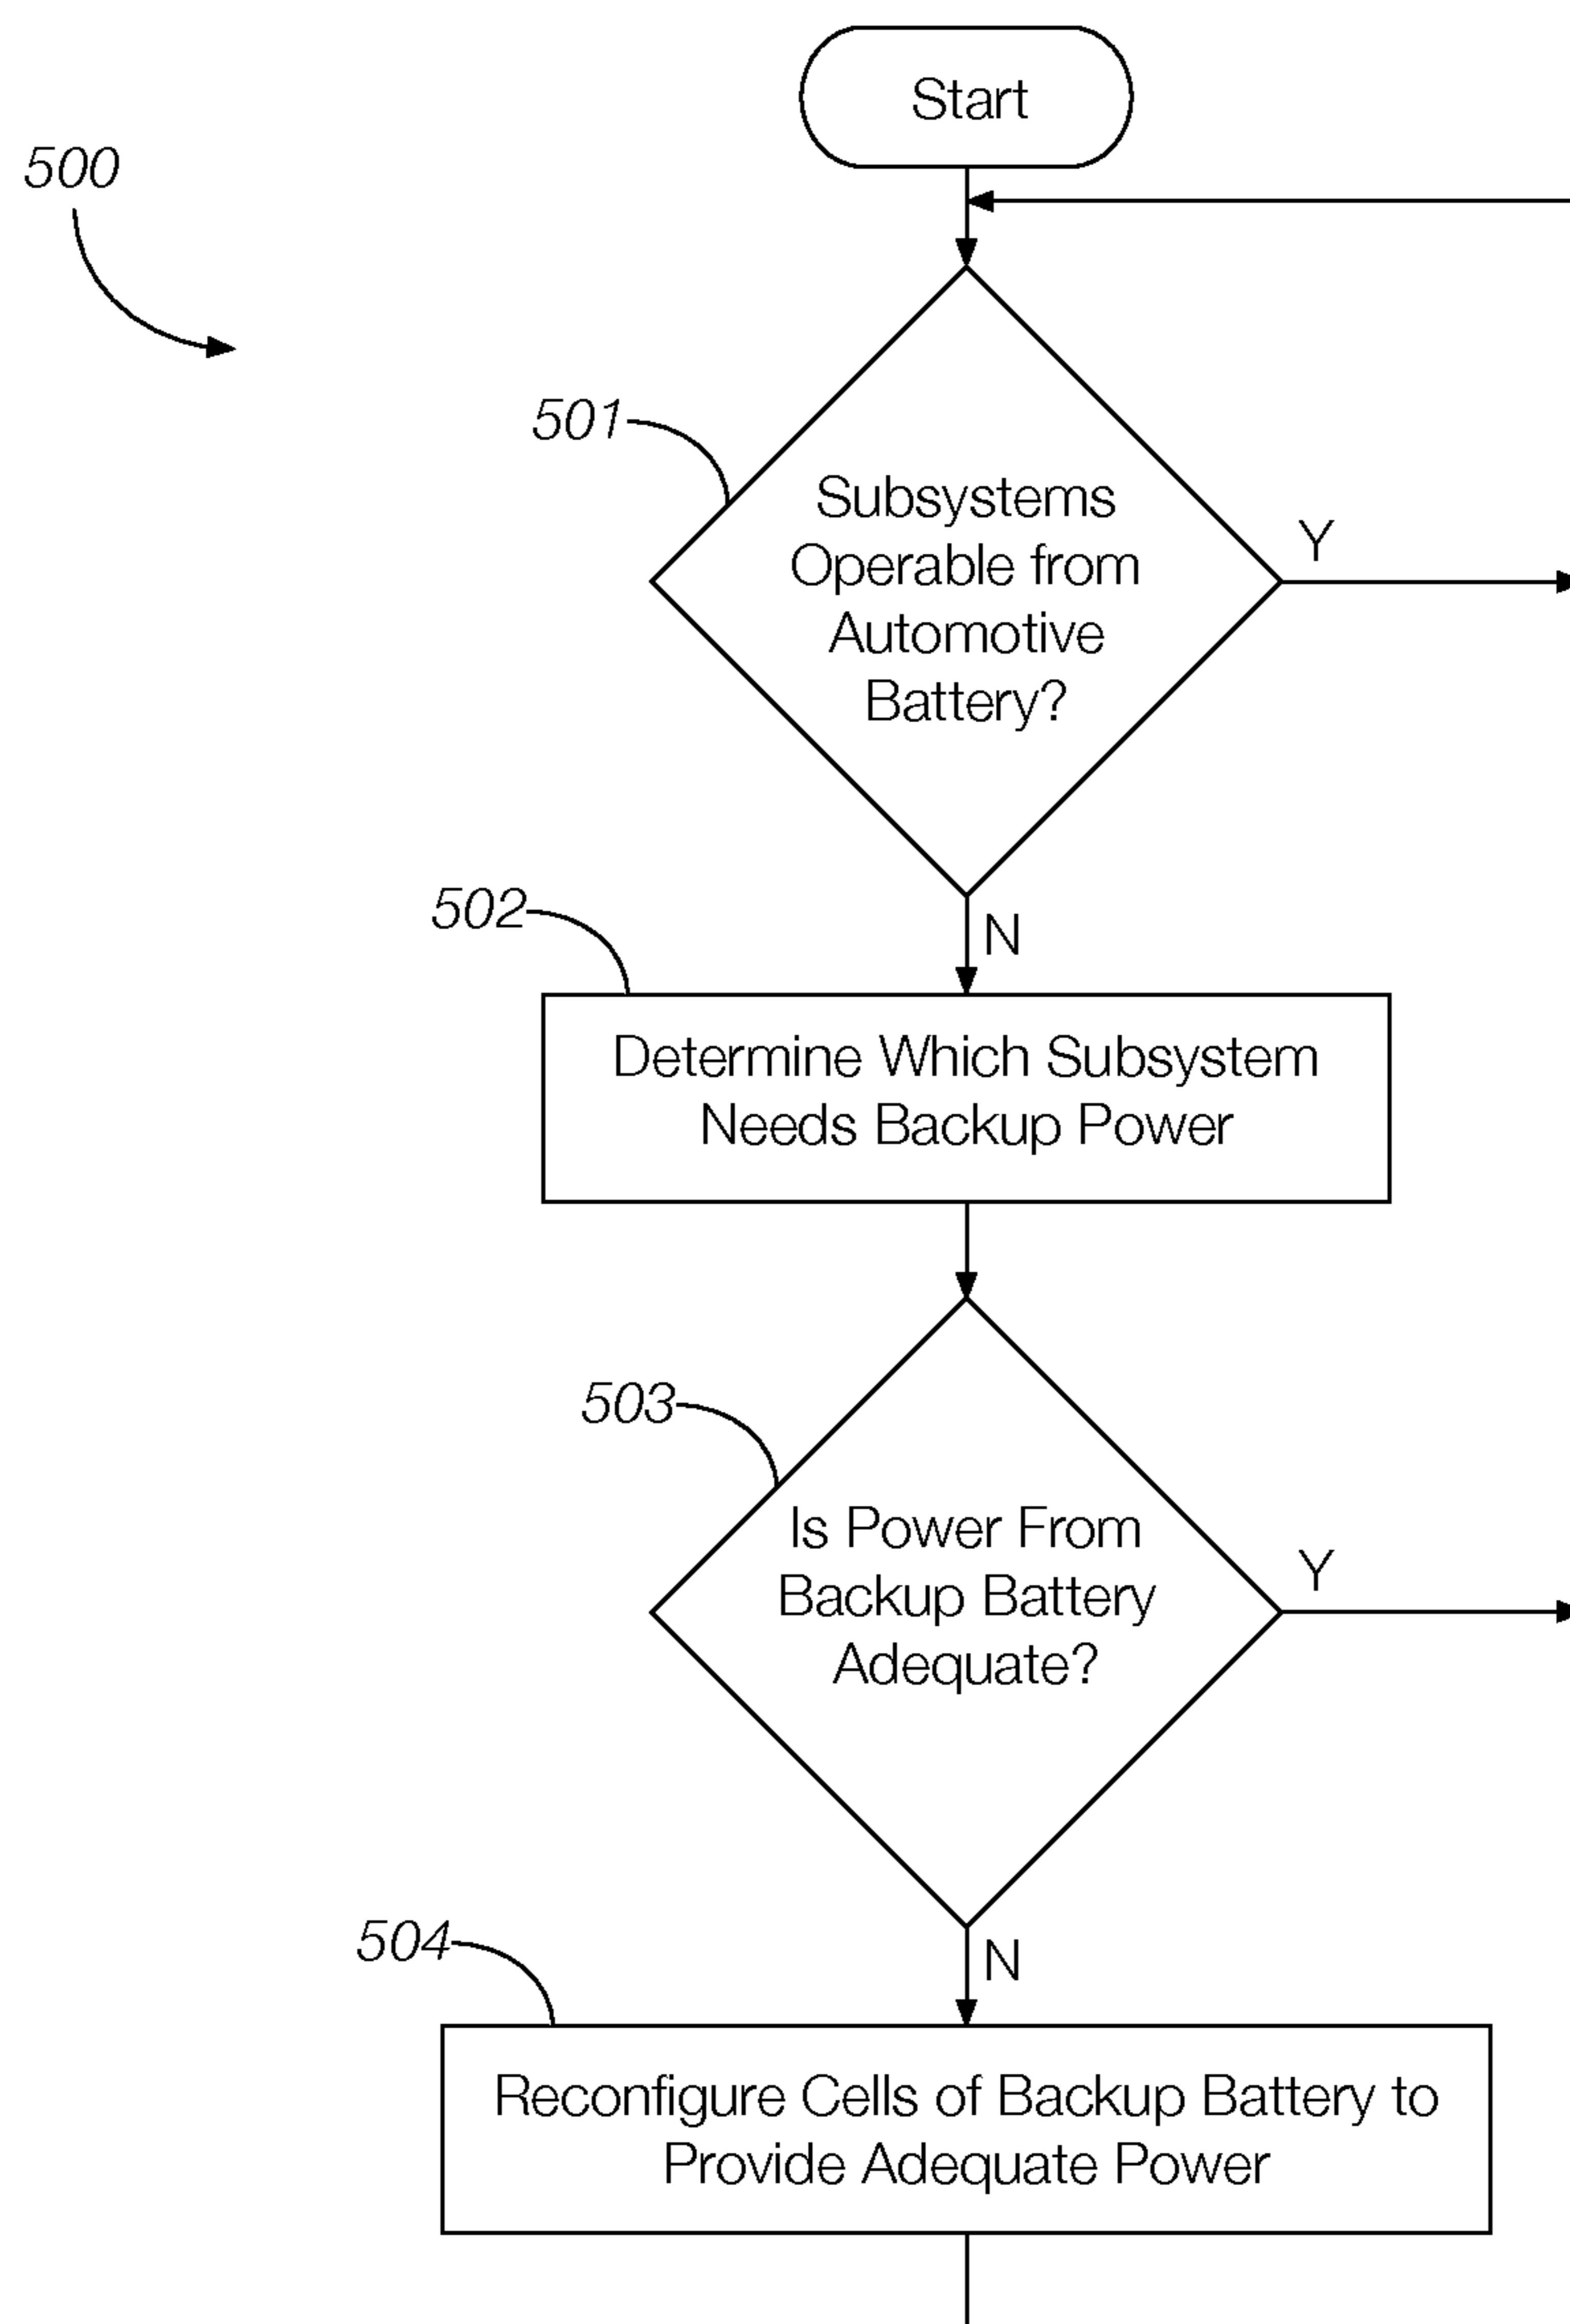 Start
500
501
Subsystems
Operable from
Automotive
Battery?
Y
N
502
Determine Which Subsystem
Needs Backup Power
503
Is Power From
Backup Battery
Adequate?
Y
N
504
Reconfigure Cells of Backup Battery to
Provide Adequate Power